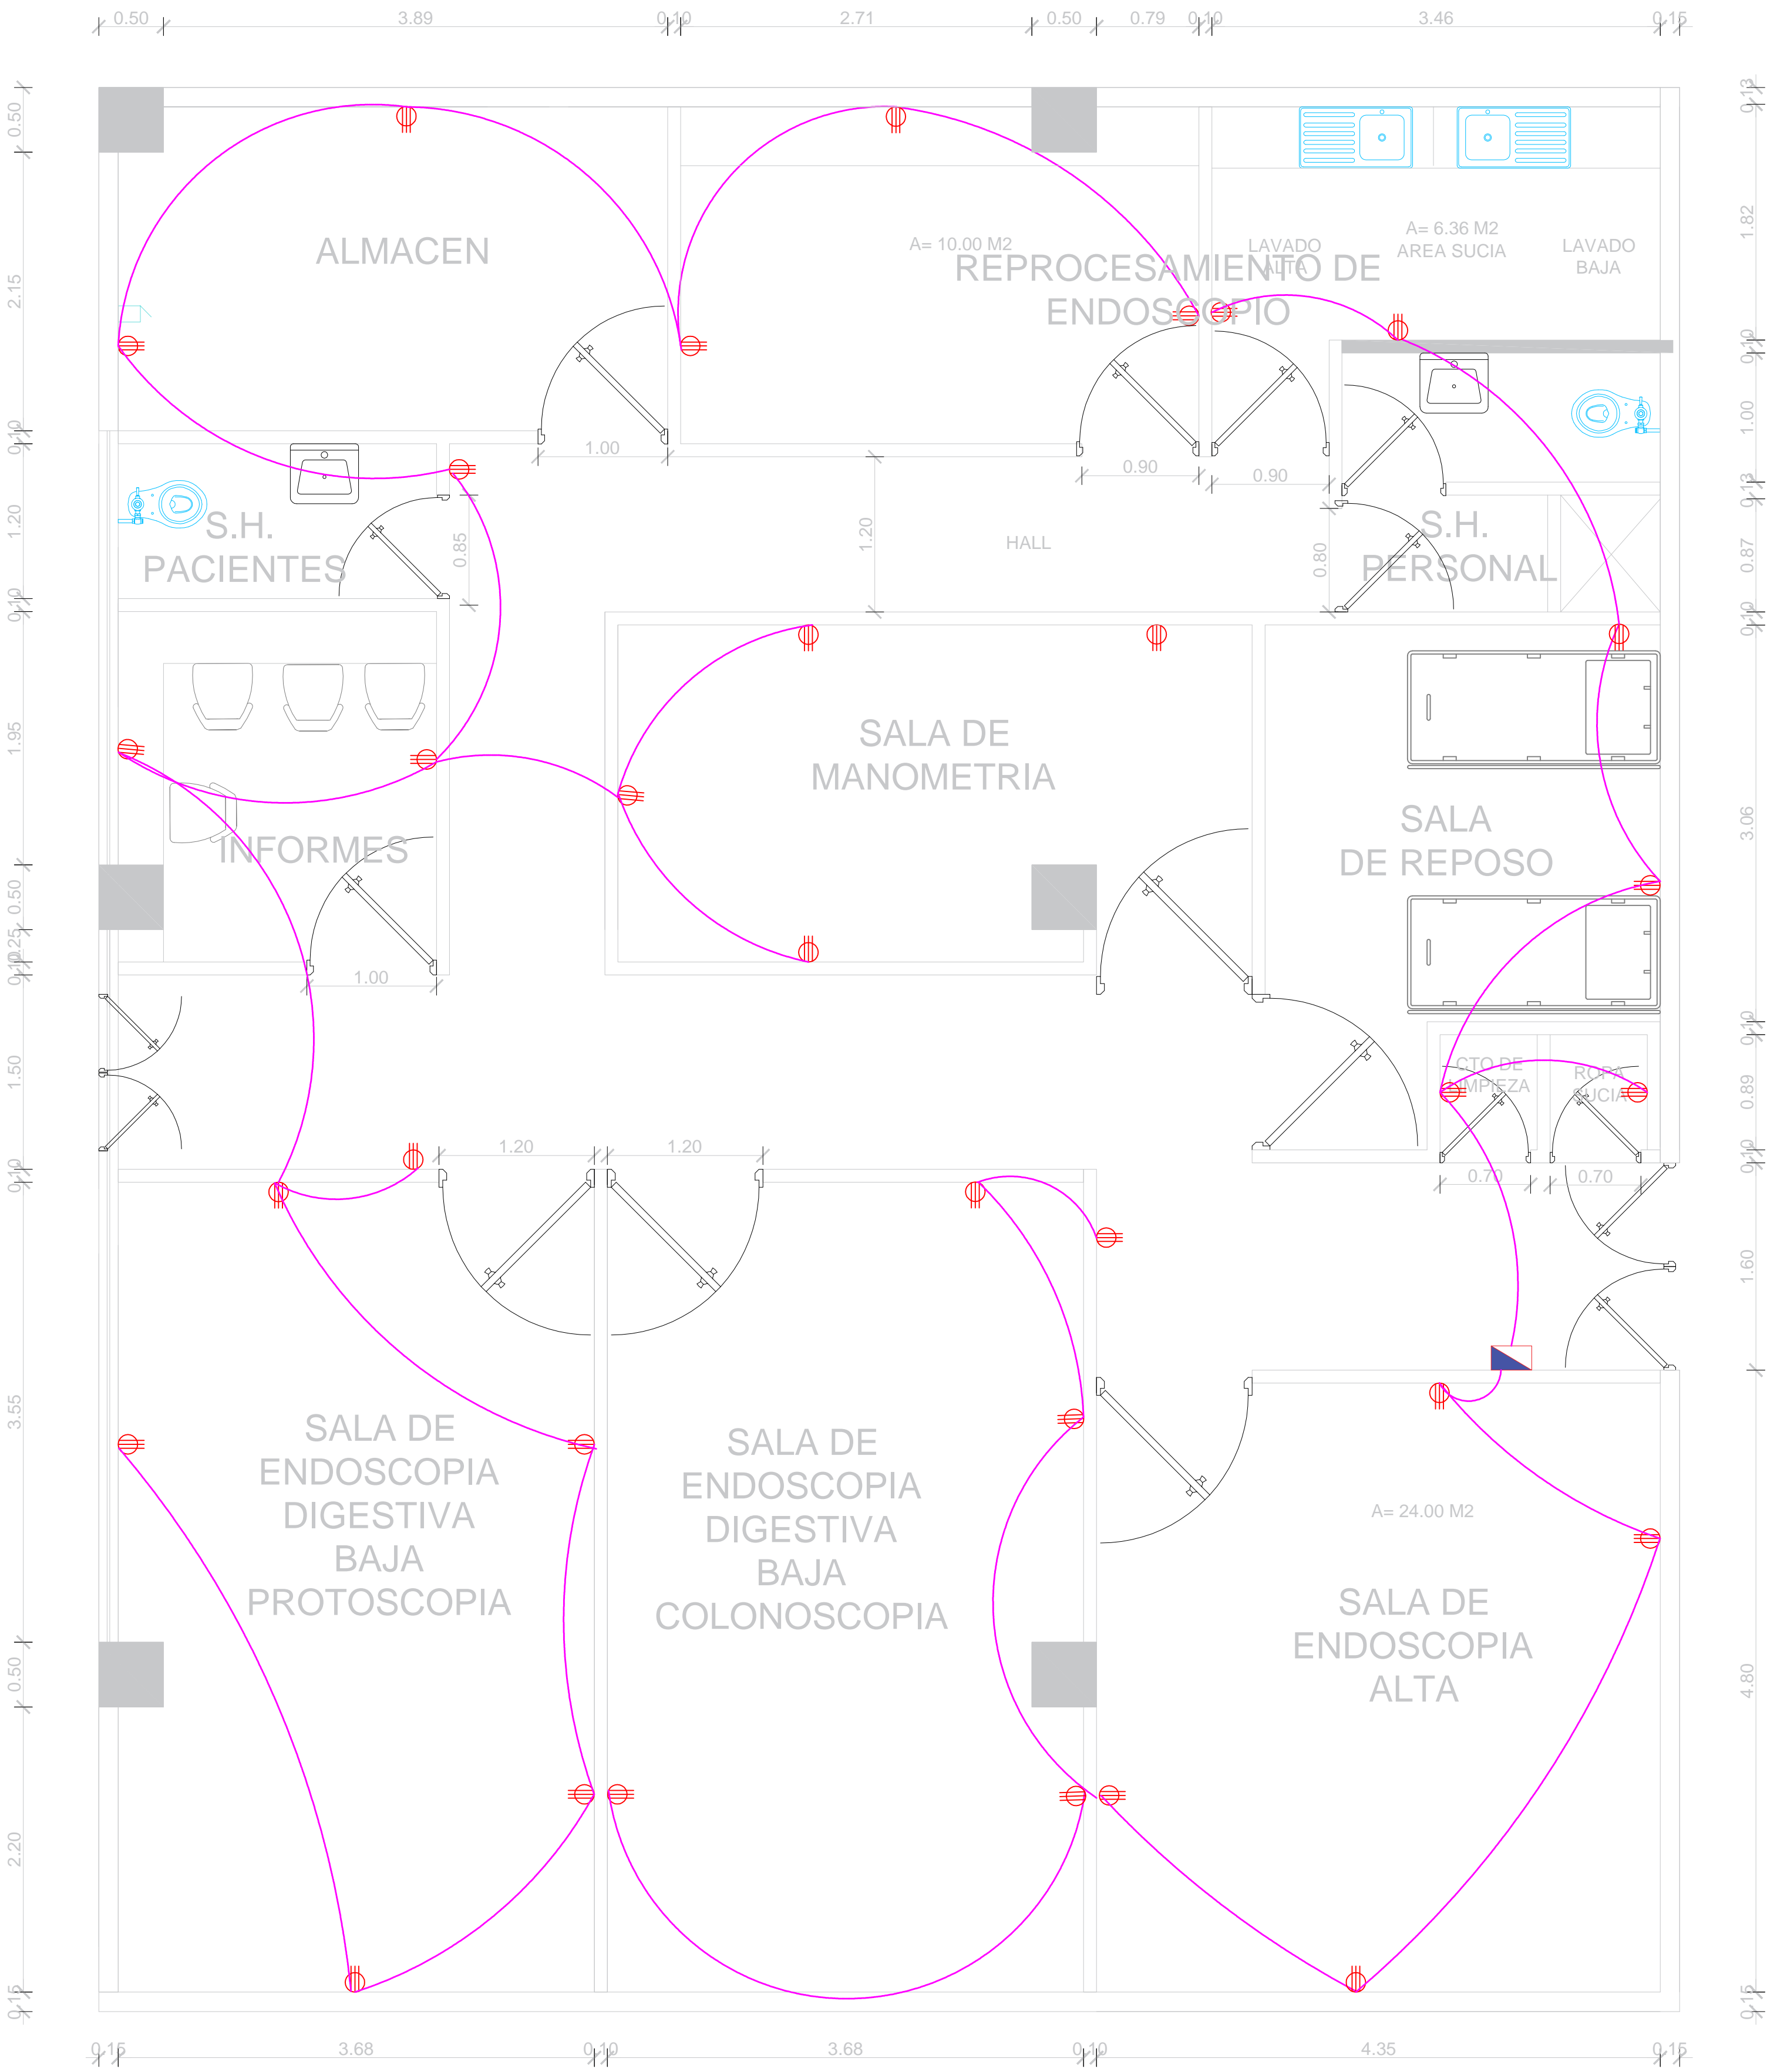 0.50
3.89
0.10
2.71
0.50
0.79
0.10
3.46
0.15
0.50
2.15
0.10
1.20
0.10
1.95
0.50
0.25
0.10
1.50
0.10
3.55
0.50
2.20
0.15
0.13
1.82
0.10
1.00
0.13
0.87
0.10
3.06
0.10
0.89
0.10
1.60
4.80
0.15
ALMACEN
A= 10.00 M2
REPROCESAMIENTO DE
ENDOSCOPIO
LAVADO
ALTA
A= 6.36 M2
AREA SUCIA
LAVADO
BAJA
1.00
0.90
0.90
S.H.
PACIENTES
0.85
1.20
HALL
0.80
S.H.
PERSONAL
SALA DE
MANOMETRIA
INFORMES
1.00
SALA
DE REPOSO
CTO DE
LIMPIEZA
ROPA
SUCIA
0.70
0.70
1.20
1.20
SALA DE
ENDOSCOPIA
DIGESTIVA
BAJA
PROTOSCOPIA
SALA DE
ENDOSCOPIA
DIGESTIVA
BAJA
COLONOSCOPIA
A= 24.00 M2
SALA DE
ENDOSCOPIA
ALTA
0.15
3.68
0.10
3.68
0.10
4.35
0.15